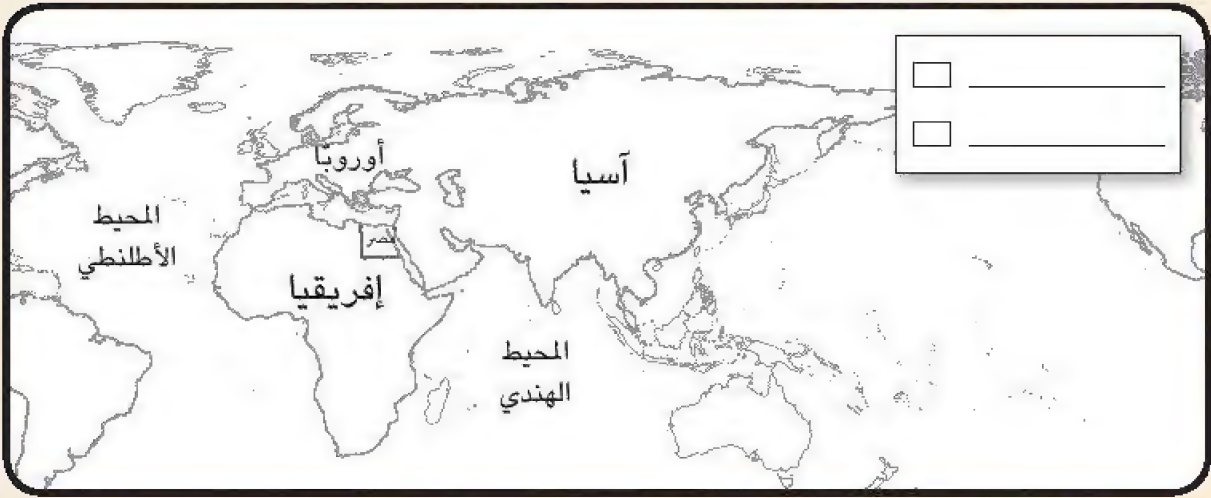 أوروبا
آسيا
المحيط
الأطلنطي
مصر
إفريقيا
المحيط
الهندي